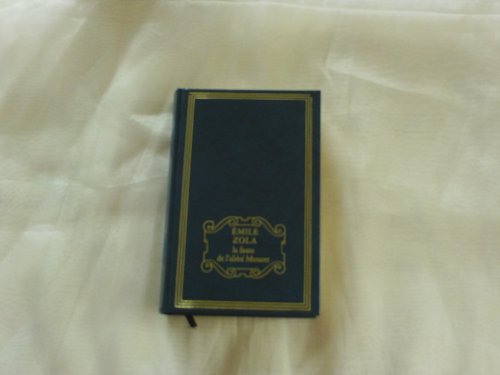 ÉMILE
ZOLA
la faute
de l'abbé Mouret